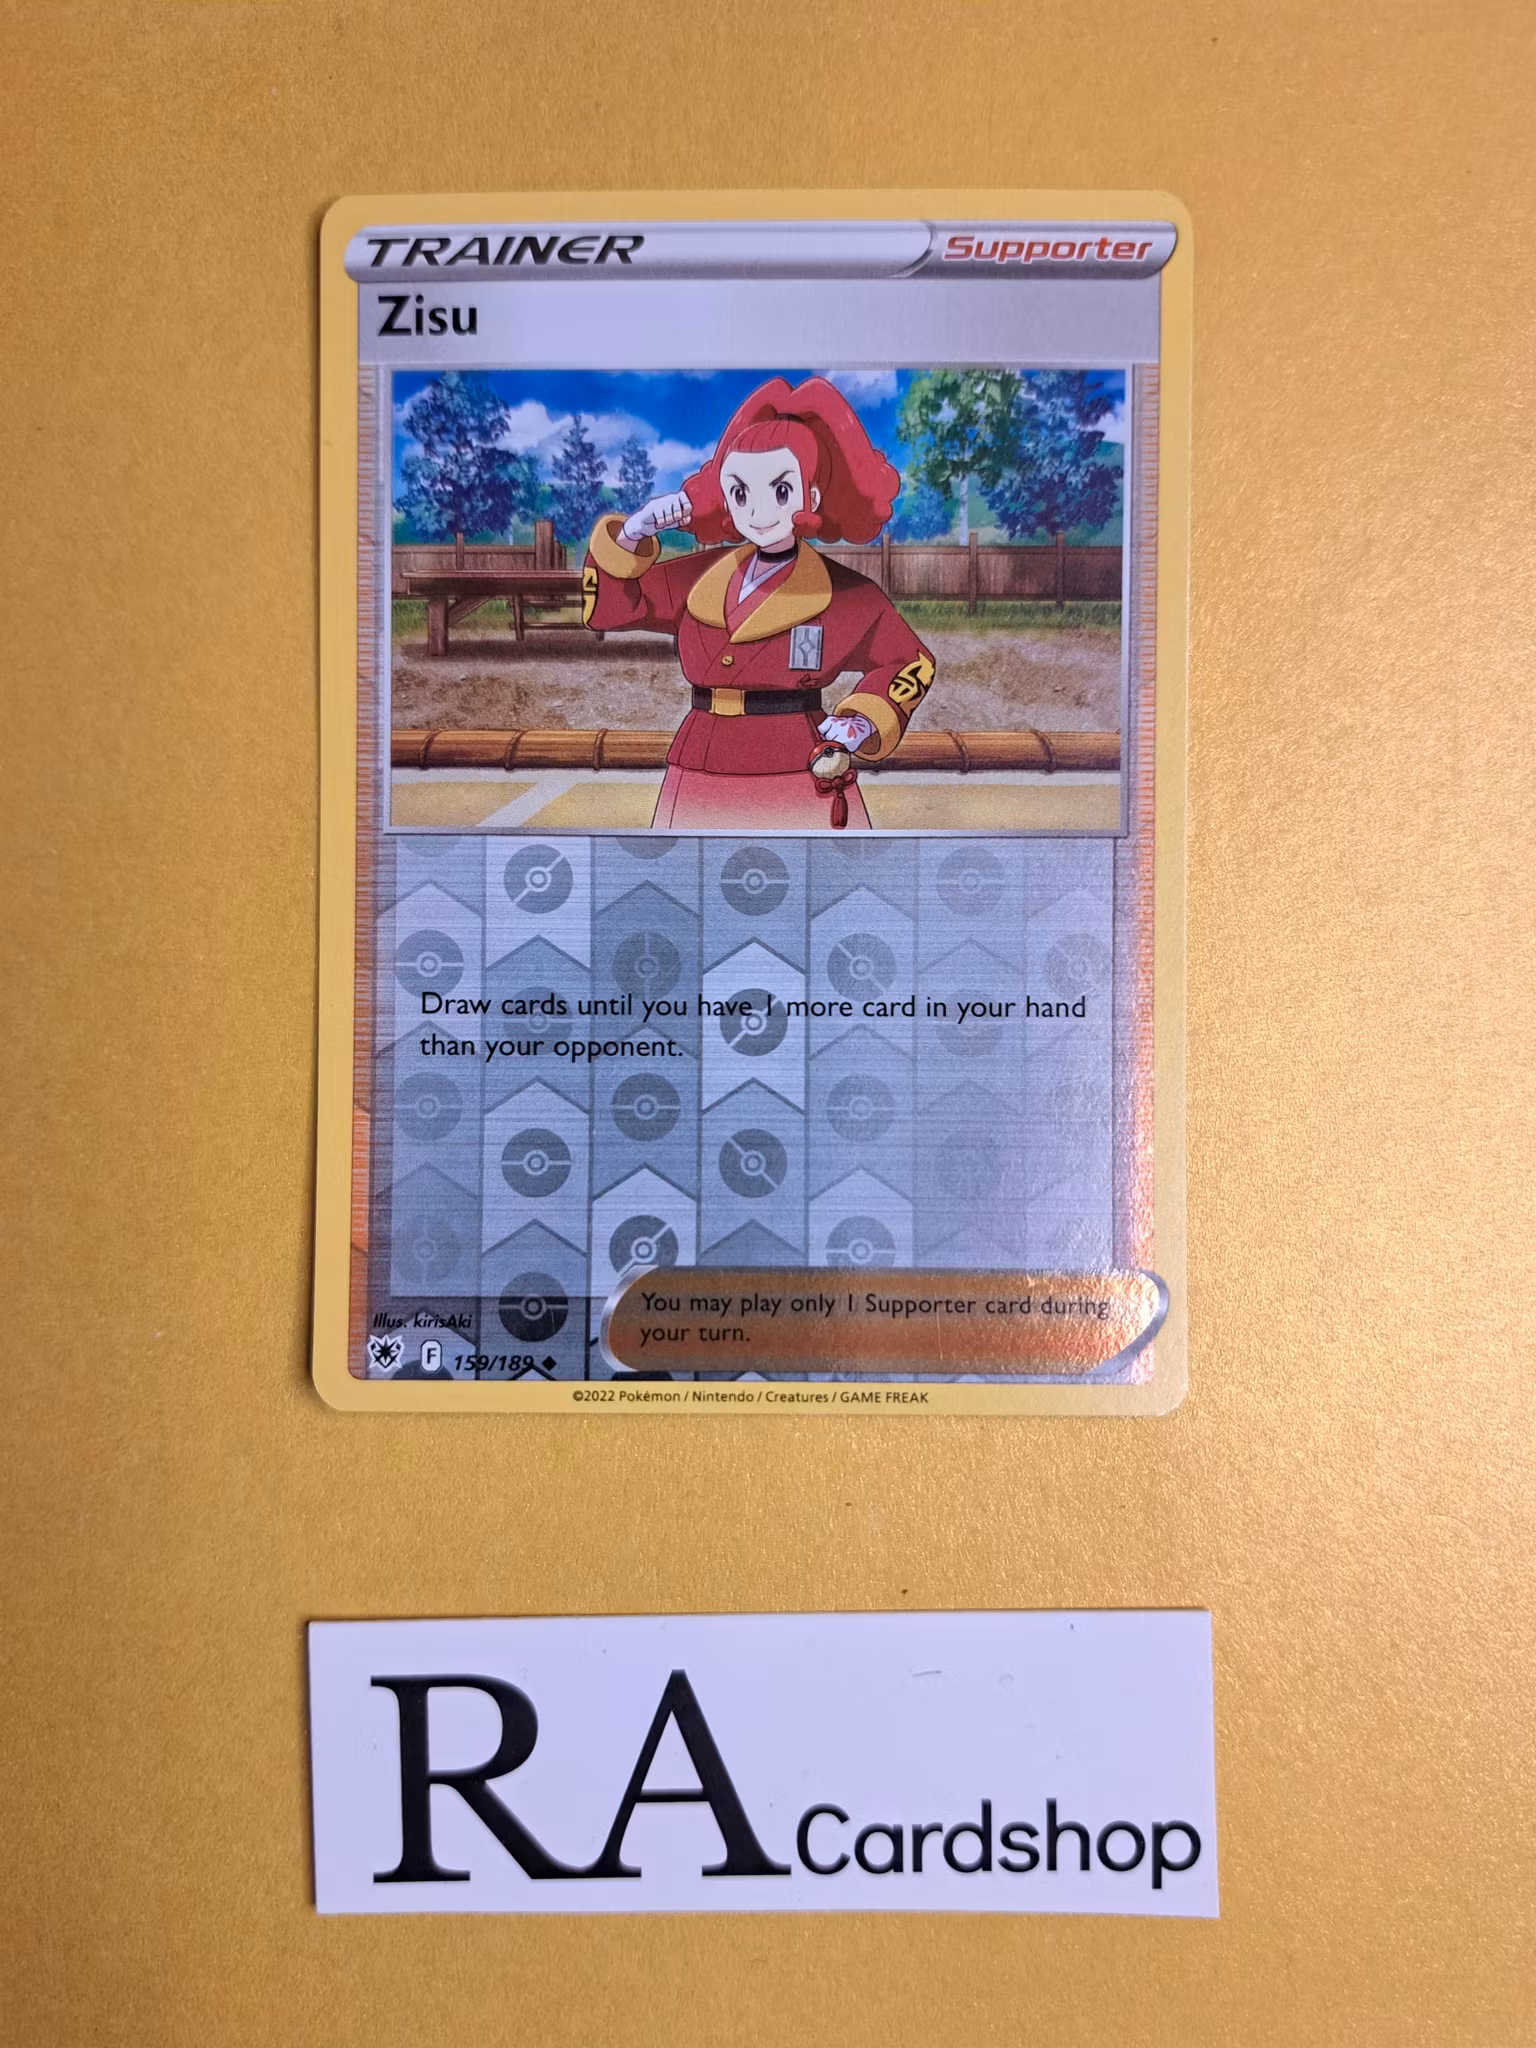 TRAINER
Supporter
Zisu
Draw cards until you have 1 more card in your hand
than your opponent.
You may play only 1 Supporter card during
your turn.
Illus. kirisAki
F 159/189
©2022 Pokémon / Nintendo / Creatures / GAME FREAK
RA Cardshop